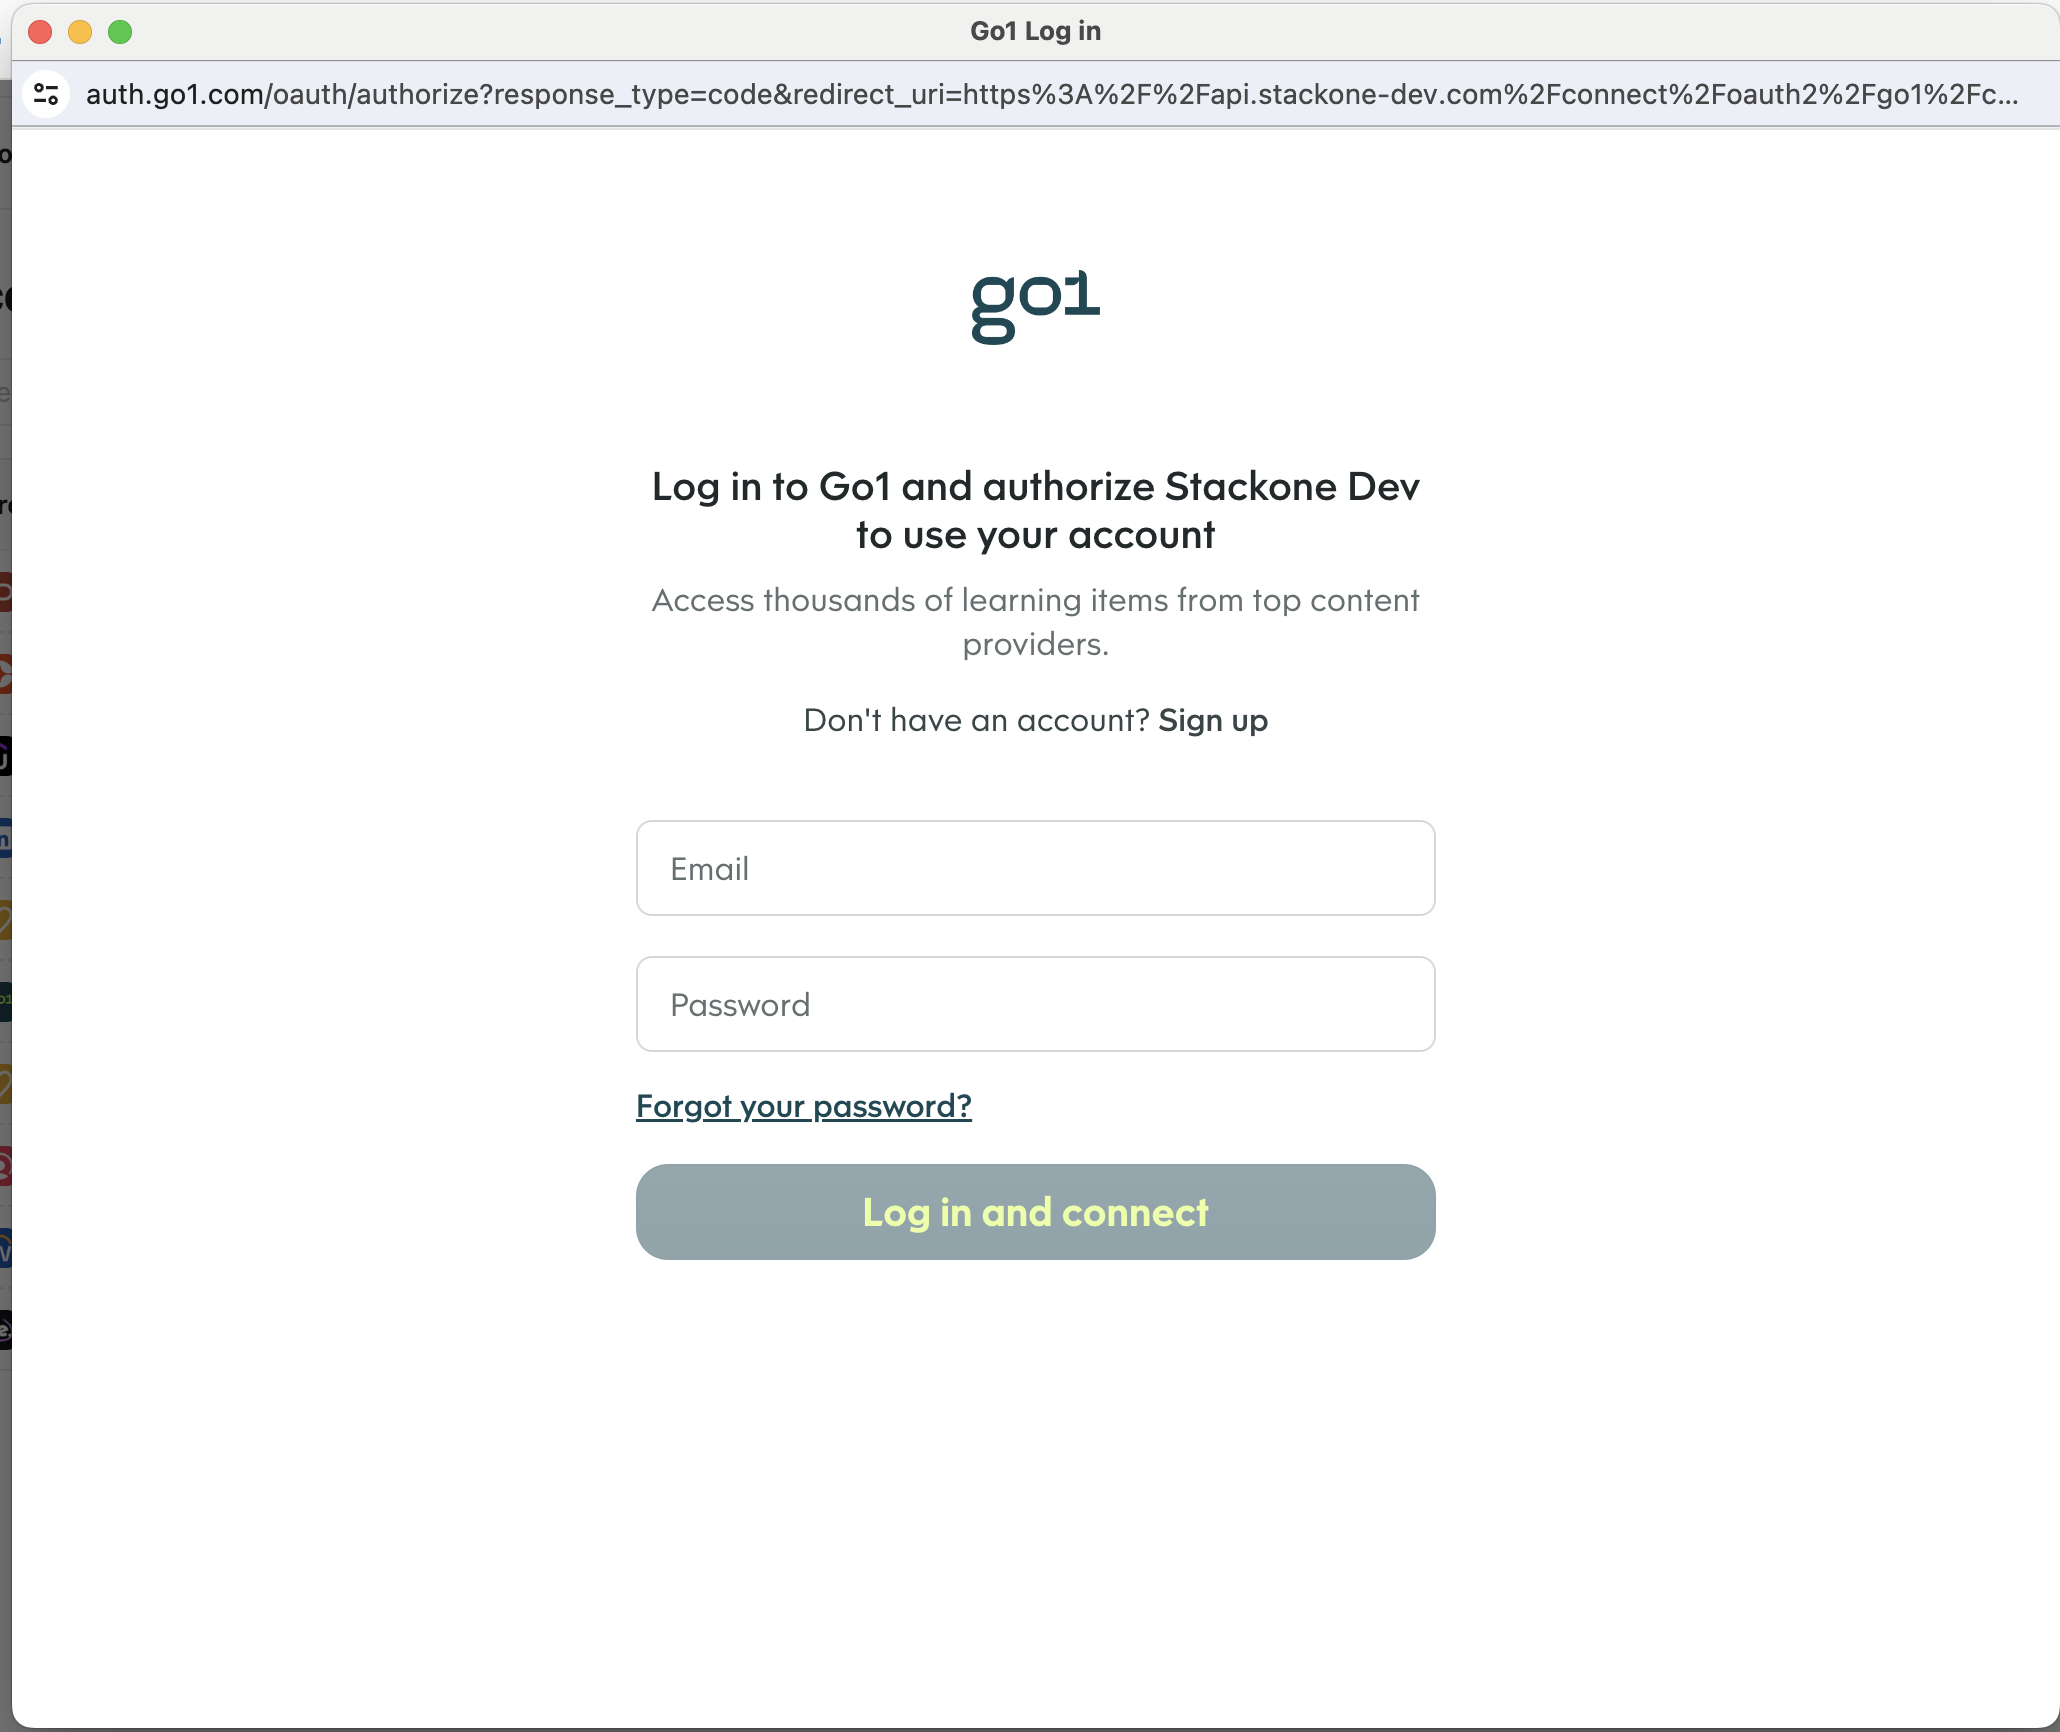 Go1 Log in
auth.go1.com/oauth/authorize?response_type=code&redirect_uri=https%3A%2F%2Fapi.stackone-dev.com%2Fconnect%2Foauth2%2Fgo1%2Fc...
go1
Log in to Go1 and authorize Stackone Dev
to use your account
Access thousands of learning items from top content
providers.
Don't have an account? Sign up
Email
Password
Forgot your password?
Log in and connect